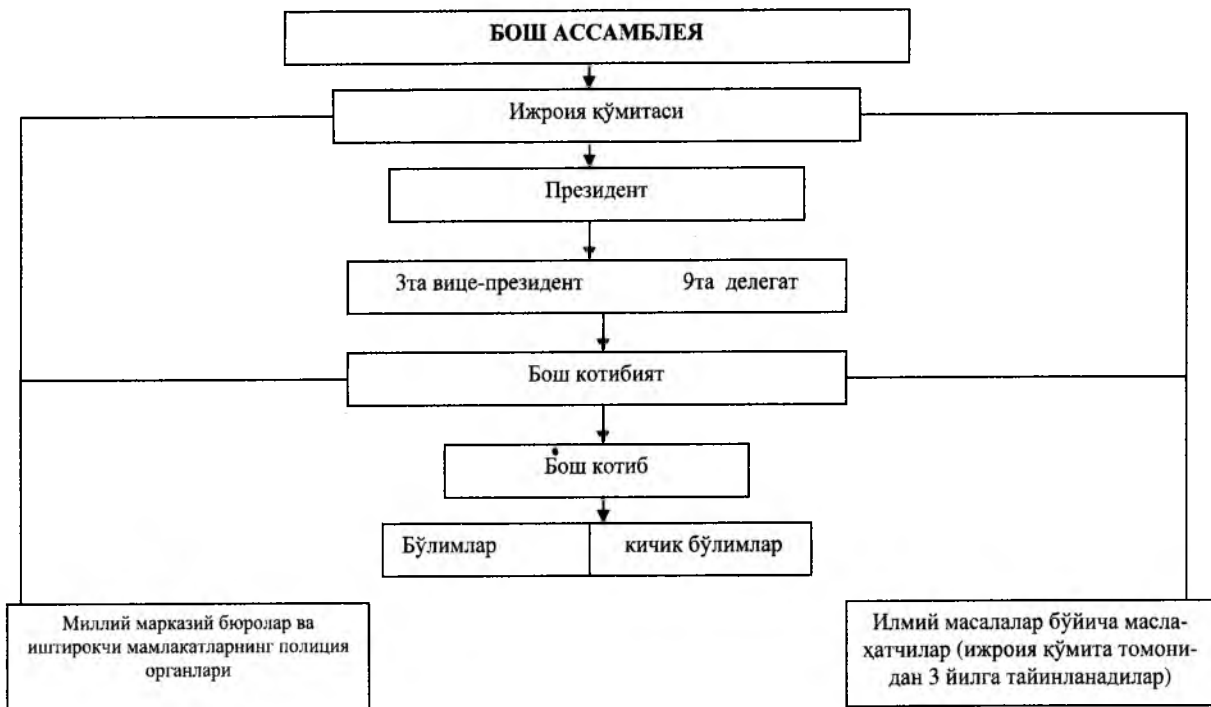 БОШ АССАМБЛЕЯ
Ижроия қўмитаси
Президент
3та вице-президент 9та делегат
Бош котибият
Бош котиб
Бўлимлар кичик бўлимлар
Миллий марказий бюролар ва
иштирокчи мамлакатларнинг полиция
органлари
Илмий масалалар бўйича масла-
ҳатчилар (ижроия қўмита томони-
дан 3 йилга тайинланадилар)